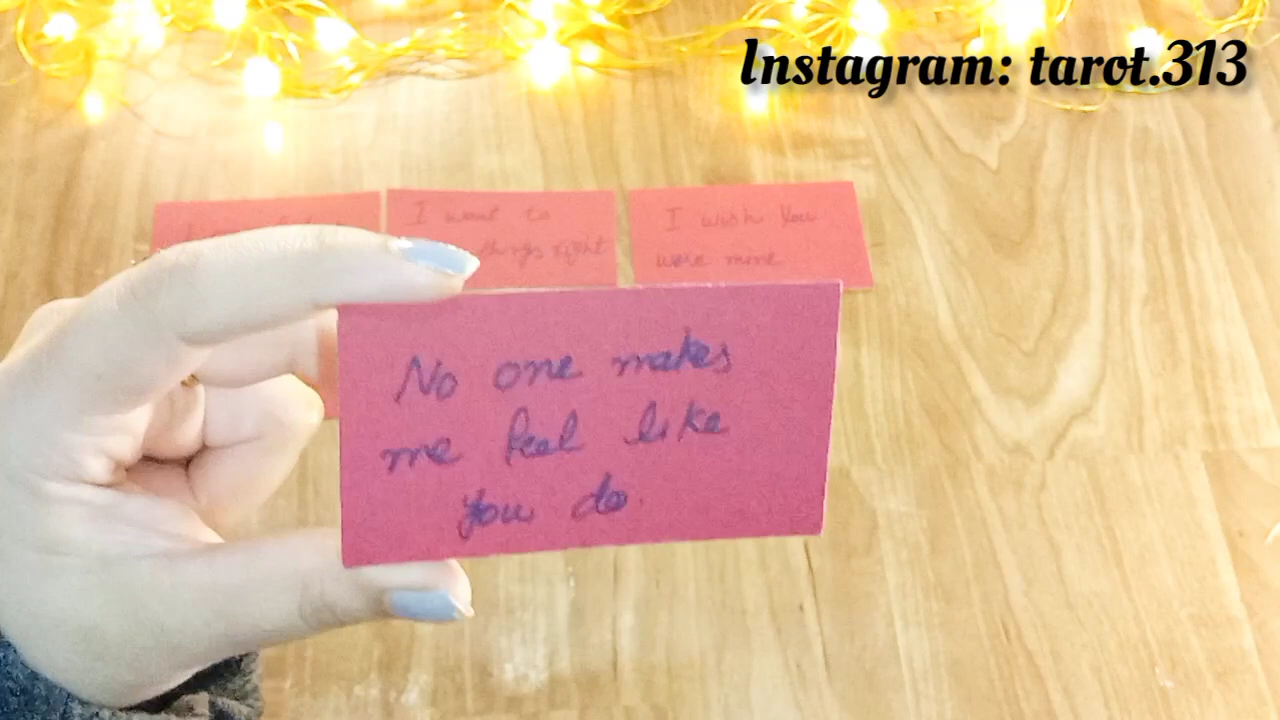 Instagram: tarot.313
I want to
things right
I wish you
were mine
No one makes
me feel like
you do.